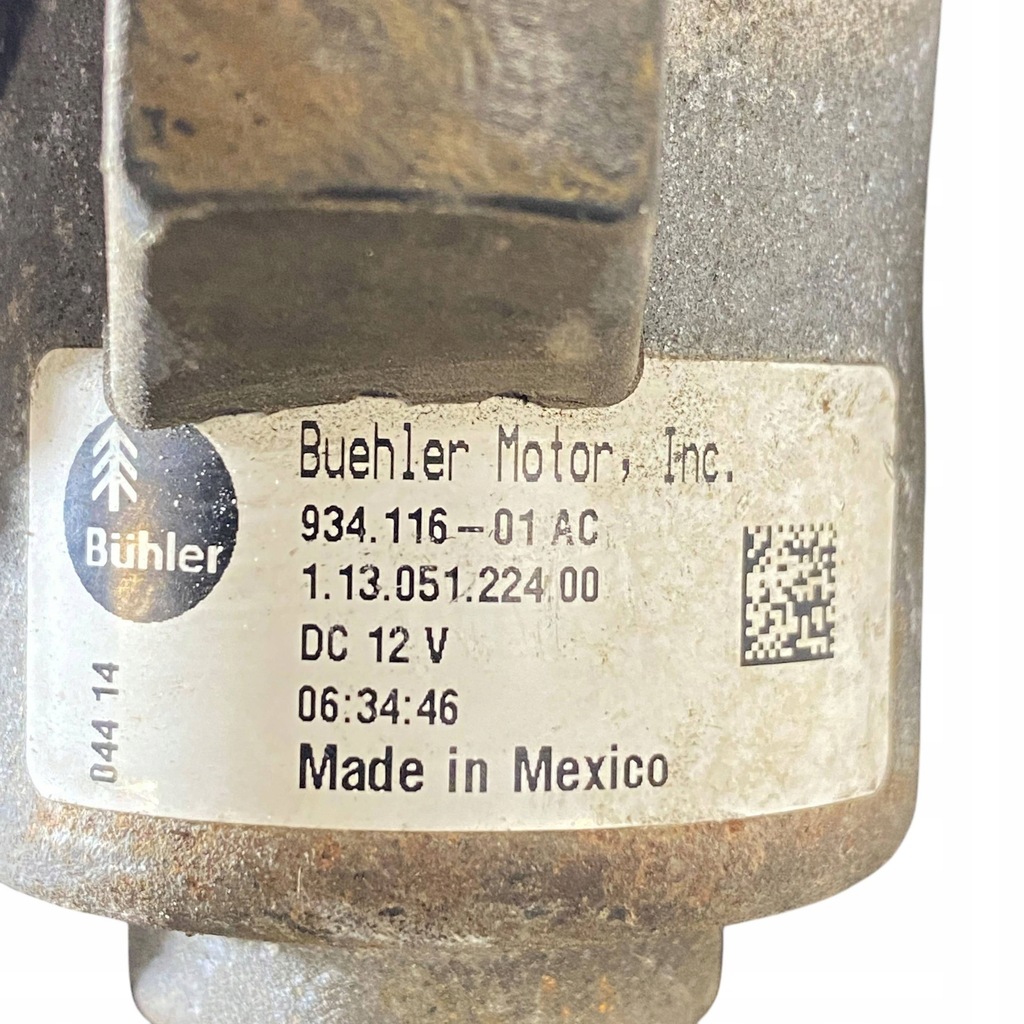 Bühler
Buehler Motor, Inc.
934.116-01 AC
1.13.051.224.00
DC 12 V
06:34:46
Made in Mexico
044 14